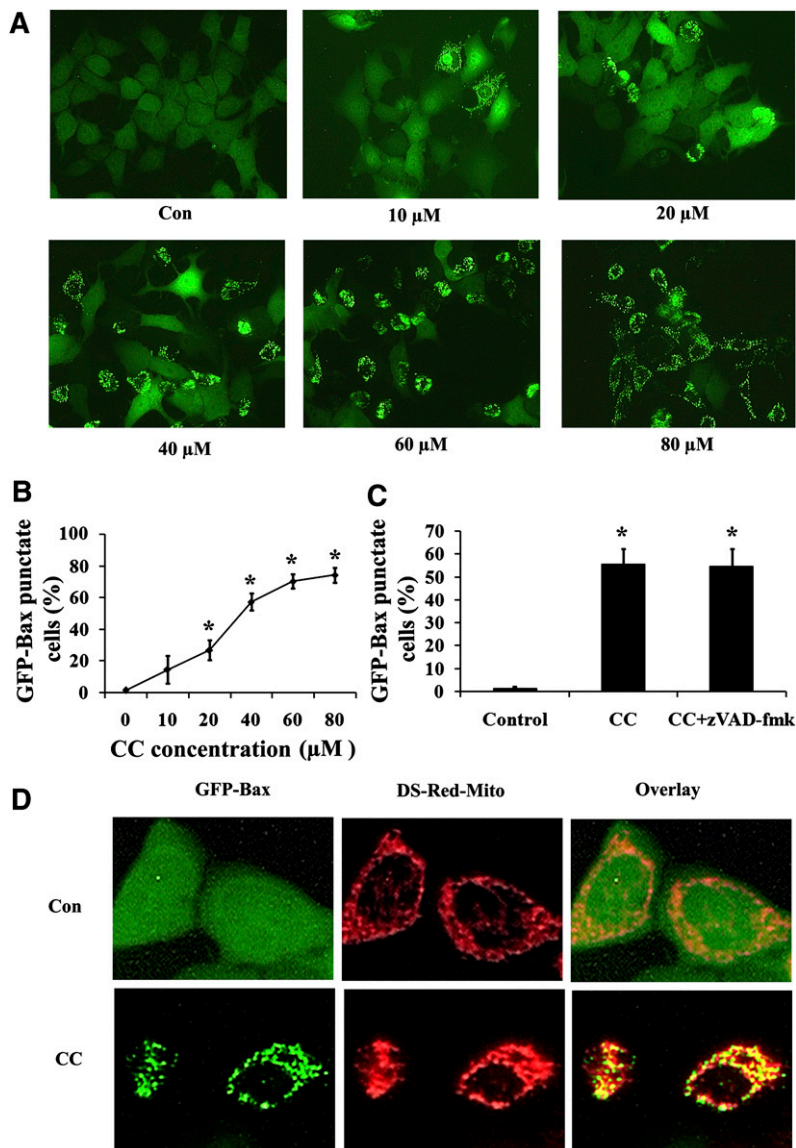 A
Con
10 µM
20 µM
40 µM
60 µM
80 µM
B
GFP-Bax punctate
cells (%)
100
80
60
40
20
0
*
*
*
*
0 10 20 40 60 80
CC concentration (µM )
C
GFP-Bax punctate
cells (%)
70
60
50
40
30
20
10
0
*
*
Control CC CC+zVAD-fmk
D
GFP-Bax DS-Red-Mito Overlay
Con
CC